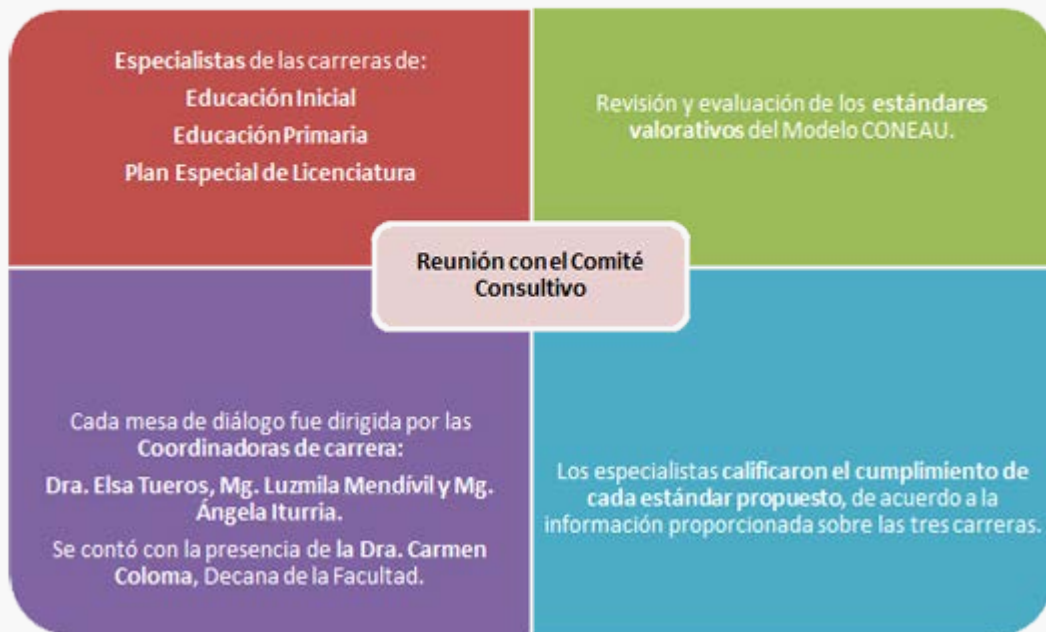 Especialistas de las carreras de:
Educación Inicial
Educación Primaria
Plan Especial de Licenciatura
Revisión y evaluación de los estándares
valorativos del Modelo CONEAU.
Reunión con el Comité
Consultivo
Cada mesa de diálogo fue dirigida por las
Coordinadoras de carrera:
Dra. Elsa Tueros, Mg. Luzmila Mendívil y Mg.
Ángela Iturria.
Se contó con la presencia de la Dra. Carmen
Coloma, Decana de la Facultad.
Los especialistas calificaron el cumplimiento de
cada estándar propuesto, de acuerdo a la
información proporcionada sobre las tres carreras.